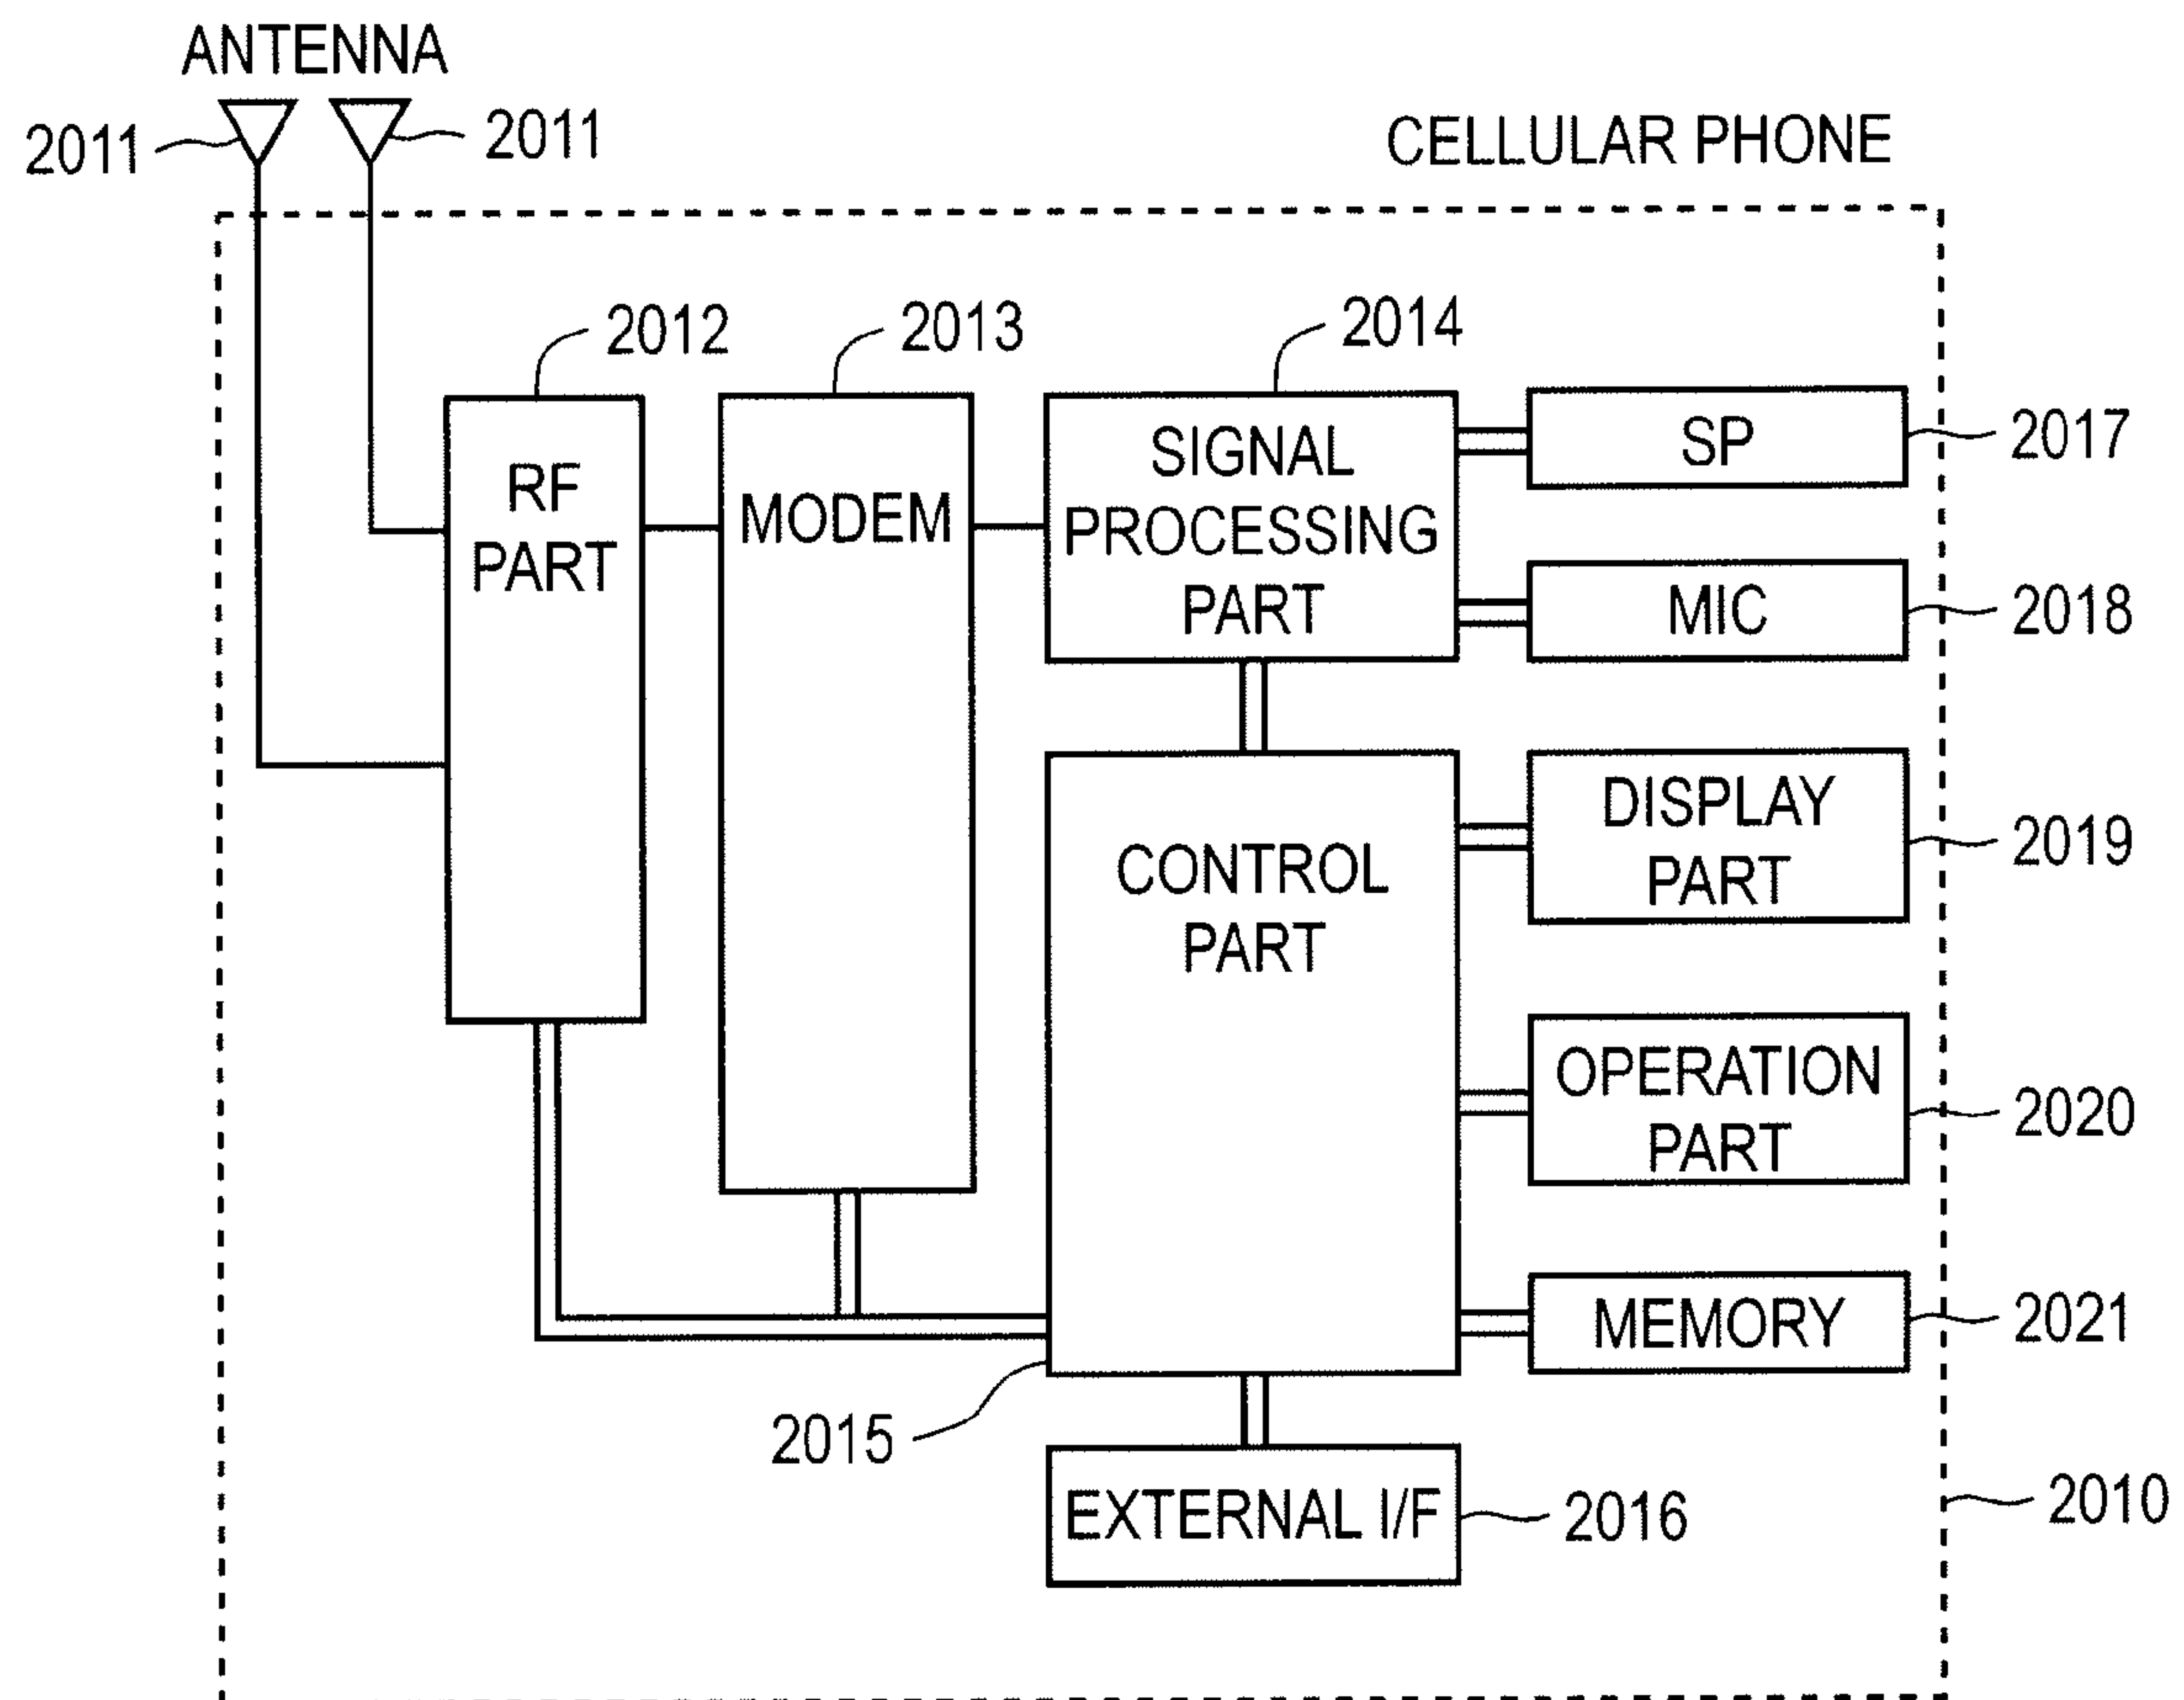 ANTENNA
2011
2011
CELLULAR PHONE
2012
2013
2014
RF
PART
MODEM
SIGNAL
PROCESSING
PART
SP
2017
MIC
2018
CONTROL
PART
DISPLAY
PART
2019
OPERATION
PART
2020
MEMORY
2021
2015
EXTERNAL I/F
2016
2010